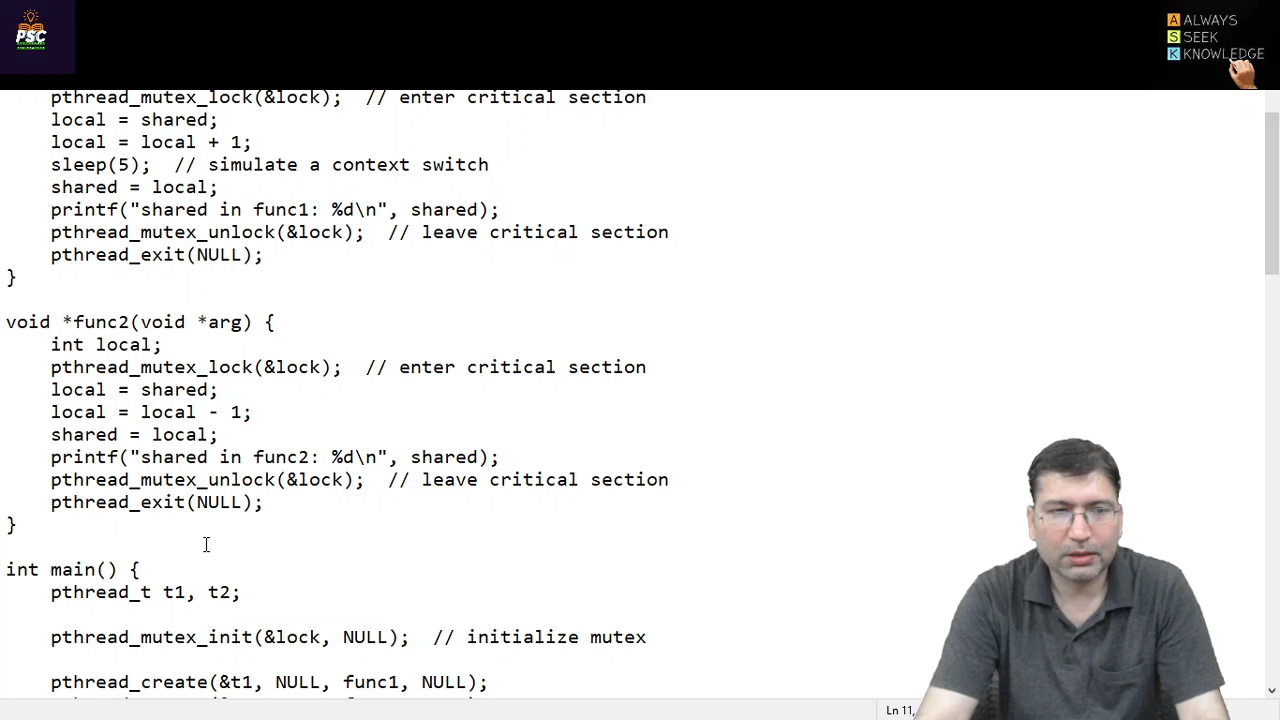 PSC
ALWAYS
SEEK
KNOWLEDGE
pthread_mutex_lock(&lock);  // enter critical section
local = shared;
local = local + 1;
sleep(5);  // simulate a context switch
shared = local;
printf("shared in func1: %d\n", shared);
pthread_mutex_unlock(&lock);  // leave critical section
pthread_exit(NULL);
}
void *func2(void *arg) {
int local;
pthread_mutex_lock(&lock);  // enter critical section
local = shared;
local = local - 1;
shared = local;
printf("shared in func2: %d\n", shared);
pthread_mutex_unlock(&lock);  // leave critical section
pthread_exit(NULL);
}
int main() {
pthread_t t1, t2;
pthread_mutex_init(&lock, NULL);  // initialize mutex
pthread_create(&t1, NULL, func1, NULL);
Ln 11,